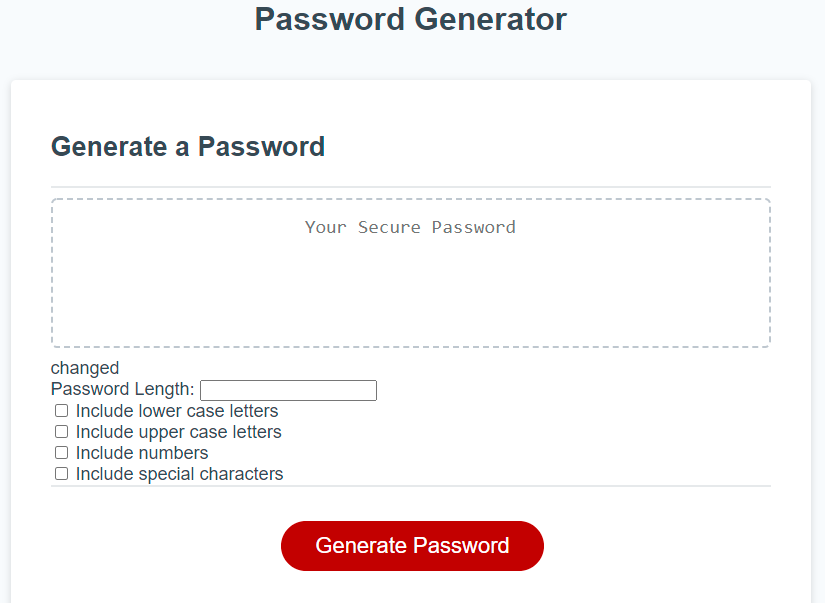 Password Generator
Generate a Password
Your Secure Password
changed
Password Length:
Include lower case letters
Include upper case letters
Include numbers
Include special characters
Generate Password